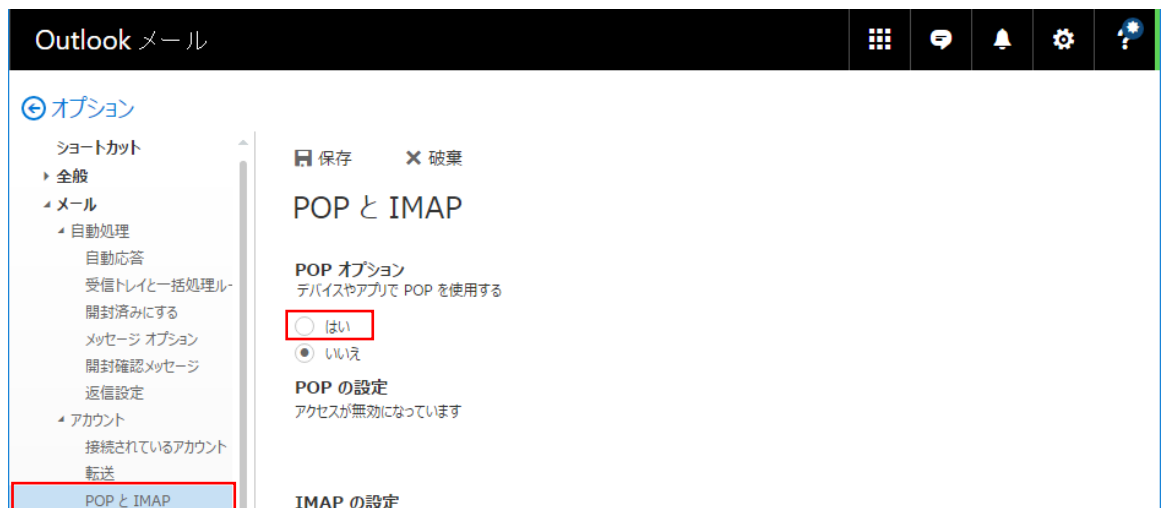 Outlook メール
オプション
ショートカット
全般
メール
自動処理
自動応答
受信トレイと一括処理ルー
開封済みにする
メッセージ オプション
開封確認メッセージ
返信設定
アカウント
接続されているアカウント
転送
POP と IMAP
保存 破棄
POP と IMAP
POP オプション
デバイスやアプリで POP を使用する
はい
いいえ
POP の設定
アクセスが無効になっています
IMAP の設定